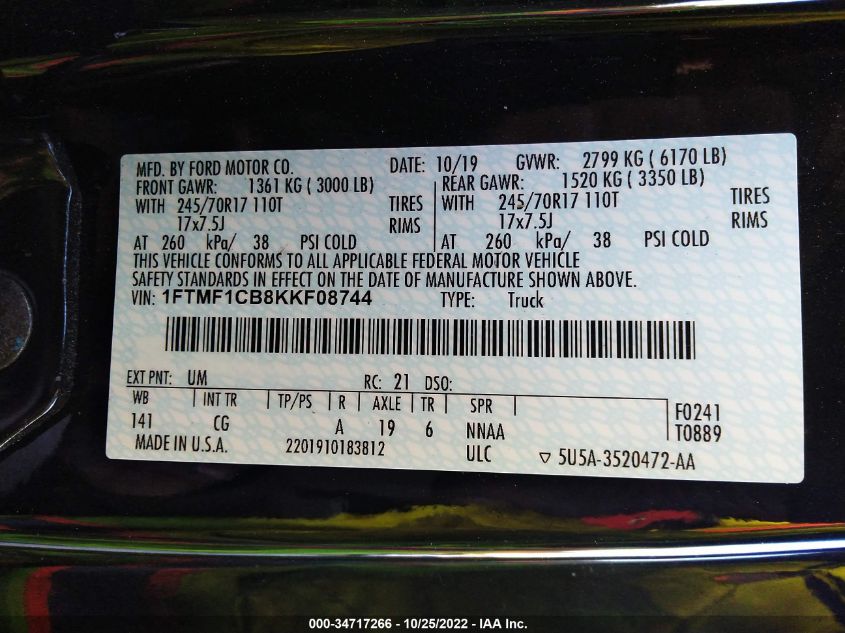 MFD. BY FORD MOTOR CO. DATE: 10/19 GVWR: 2799 KG ( 6170 LB)
FRONT GAWR: 1361 KG ( 3000 LB) REAR GAWR: 1520 KG ( 3350 LB)
WITH 245/70R17 110T TIRES WITH 245/70R17 110T TIRES
17x7.5J RIMS 17x7.5J RIMS
AT 260 kPa/ 38 PSI COLD AT 260 kPa/ 38 PSI COLD
THIS VEHICLE CONFORMS TO ALL APPLICABLE FEDERAL MOTOR VEHICLE
SAFETY STANDARDS IN EFFECT ON THE DATE OF MANUFACTURE SHOWN ABOVE.
VIN: 1FTMF1CB8KKF08744 TYPE: Truck
EXT PNT: UM RC: 21 DSO:
WB INT TR TP/PS R AXLE TR SPR F0241
141 CG A 19 6 NNAA T0889
MADE IN U.S.A. 2201910183812 ULC ▽ 5U5A-3520472-AA
000-34717266 - 10/25/2022 - IAA Inc.